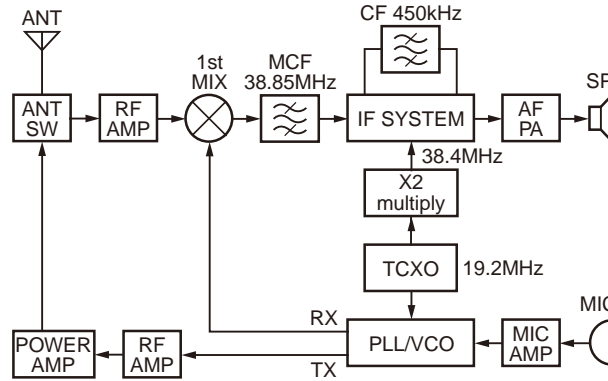 ANT
CF 450kHz
1st
MIX
MCF
38.85MHz
SP
ANT
SW
RF
AMP
IF SYSTEM
AF
PA
38.4MHz
X2
multiply
TCXO
19.2MHz
RX
MIC
POWER
AMP
RF
AMP
TX
PLL/VCO
MIC
AMP